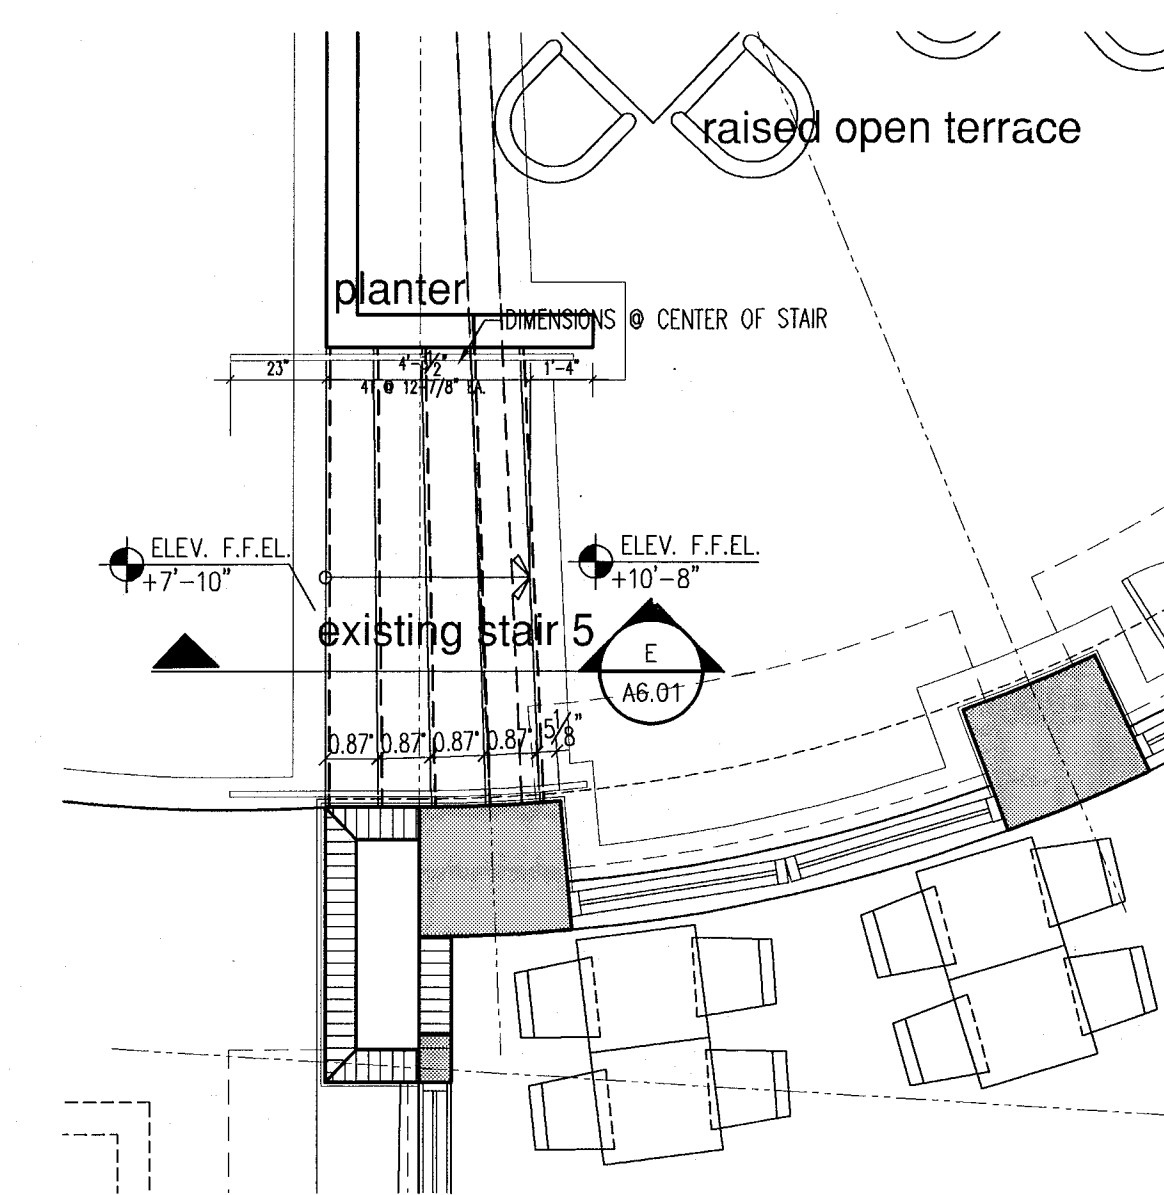 raised open terrace
planter
DIMENSIONS @ CENTER OF STAIR
23" 4'-½" 1'-4"
4T @ 12-7/8" EA.
ELEV. F.F.EL.
+7'-10"
ELEV. F.F.EL.
+10'-8"
existing stair 5
E
A6.01
0.87' 0.87' 0.87' 0.87' 5⅛"